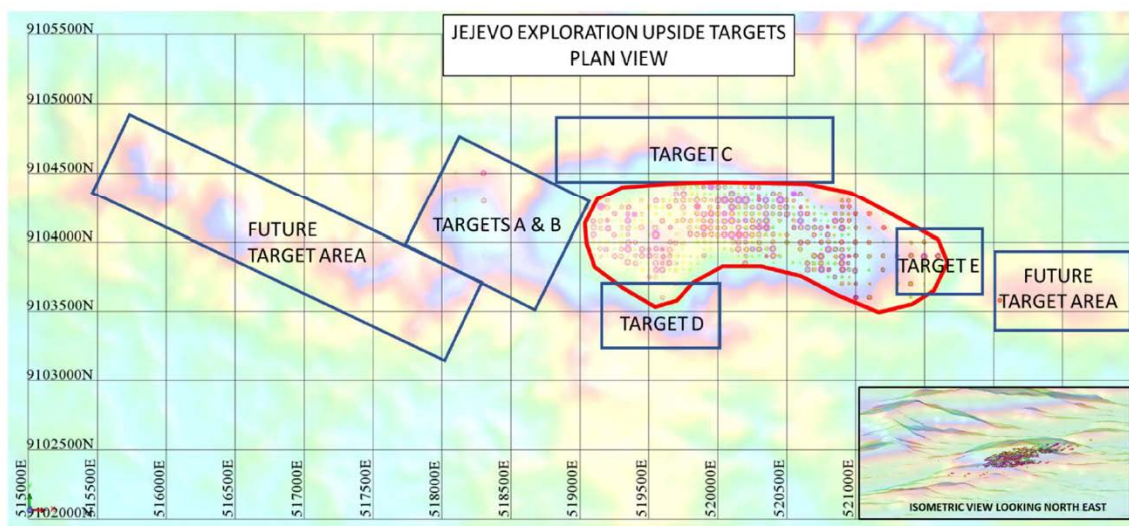 JEJEVO EXPLORATION UPSIDE TARGETS
PLAN VIEW
9105500N
9105000N
9104500N
9104000N
9103500N
9103000N
9102500N
9102000N
TARGET C
TARGETS A & B
FUTURE
TARGET AREA
TARGET E
FUTURE
TARGET AREA
TARGET D
515000E
515500E
516000E
516500E
517000E
517500E
518000E
518500E
519000E
519500E
520000E
520500E
521000E
ISOMETRIC VIEW LOOKING NORTH EAST